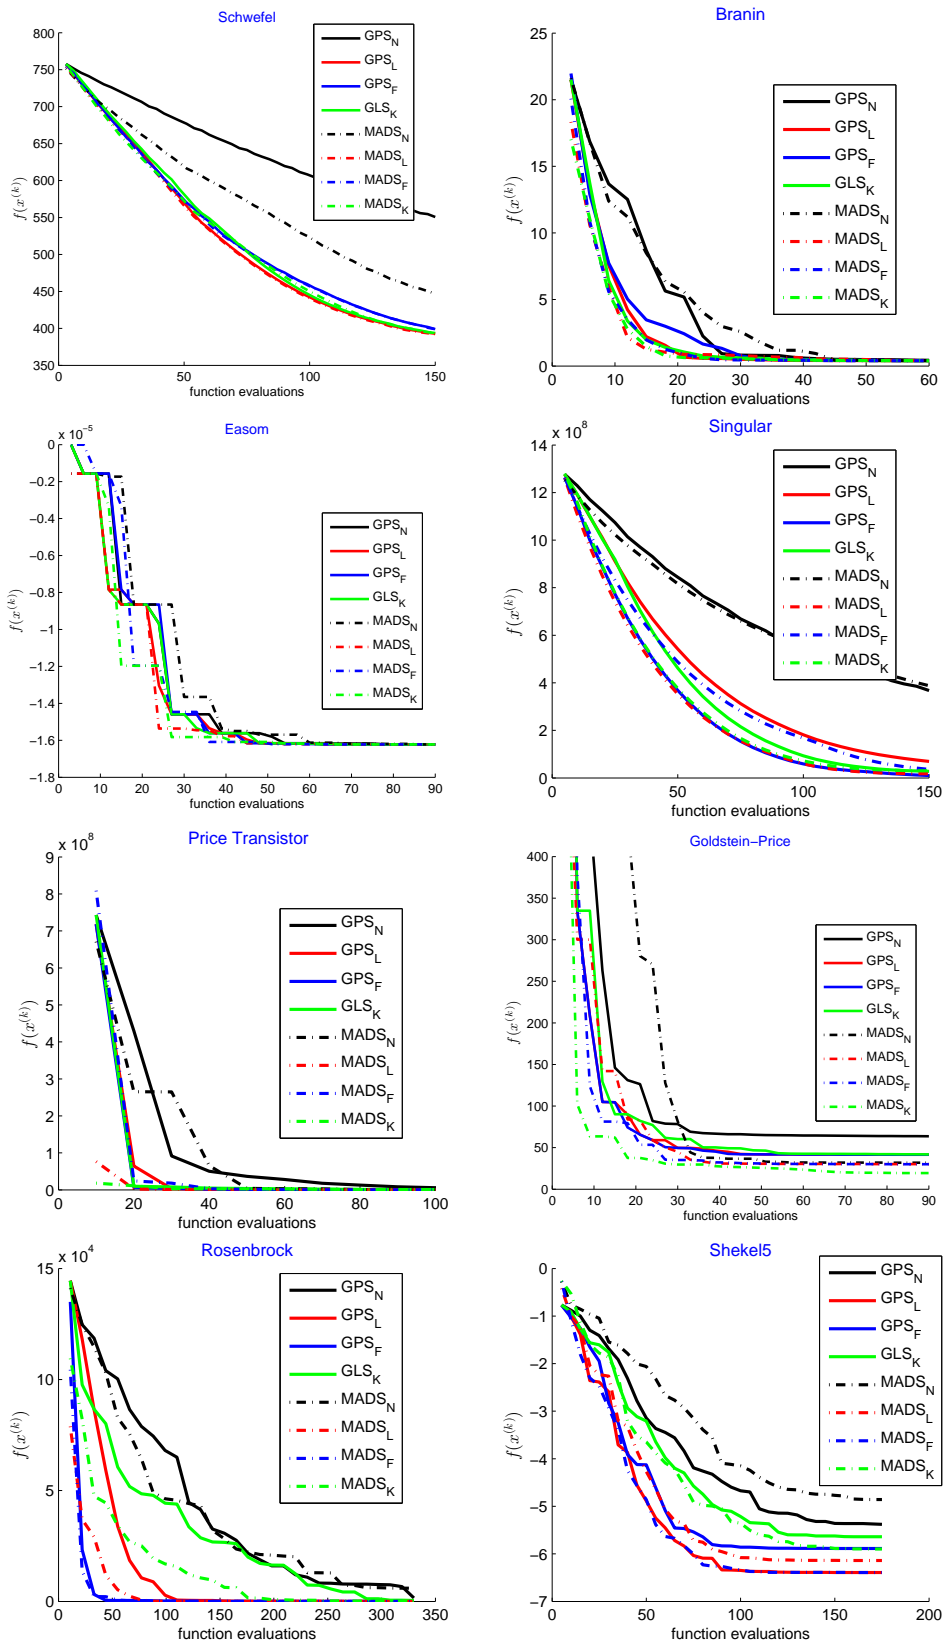 Schwefel
800
750
700
650
600
550
500
450
400
350
0
50
100
150
f(x^{(k)})
function evaluations
GPS_N
GPS_L
GPS_F
GLS_K
MADS_N
MADS_L
MADS_F
MADS_K
Branin
25
20
15
10
5
0
0
10
20
30
40
50
60
f(x^{(k)})
function evaluations
GPS_N
GPS_L
GPS_F
GLS_K
MADS_N
MADS_L
MADS_F
MADS_K
Easom
x 10^{-5}
0
−0.2
−0.4
−0.6
−0.8
−1
−1.2
−1.4
−1.6
−1.8
0
10
20
30
40
50
60
70
80
90
f(x^{(k)})
function evaluations
GPS_N
GPS_L
GPS_F
GLS_K
MADS_N
MADS_L
MADS_F
MADS_K
Singular
x 10^8
14
12
10
8
6
4
2
0
0
50
100
150
f(x^{(k)})
function evaluations
GPS_N
GPS_L
GPS_F
GLS_K
MADS_N
MADS_L
MADS_F
MADS_K
Price Transistor
x 10^8
9
8
7
6
5
4
3
2
1
0
0
20
40
60
80
100
f(x^{(k)})
function evaluations
GPS_N
GPS_L
GPS_F
GLS_K
MADS_N
MADS_L
MADS_F
MADS_K
Goldstein−Price
400
350
300
250
200
150
100
50
0
0
10
20
30
40
50
60
70
80
90
f(x^{(k)})
function evaluations
GPS_N
GPS_L
GPS_F
GLS_K
MADS_N
MADS_L
MADS_F
MADS_K
Rosenbrock
x 10^4
15
10
5
0
0
50
100
150
200
250
300
350
f(x^{(k)})
function evaluations
GPS_N
GPS_L
GPS_F
GLS_K
MADS_N
MADS_L
MADS_F
MADS_K
Shekel5
0
−1
−2
−3
−4
−5
−6
−7
0
50
100
150
200
f(x^{(k)})
function evaluations
GPS_N
GPS_L
GPS_F
GLS_K
MADS_N
MADS_L
MADS_F
MADS_K